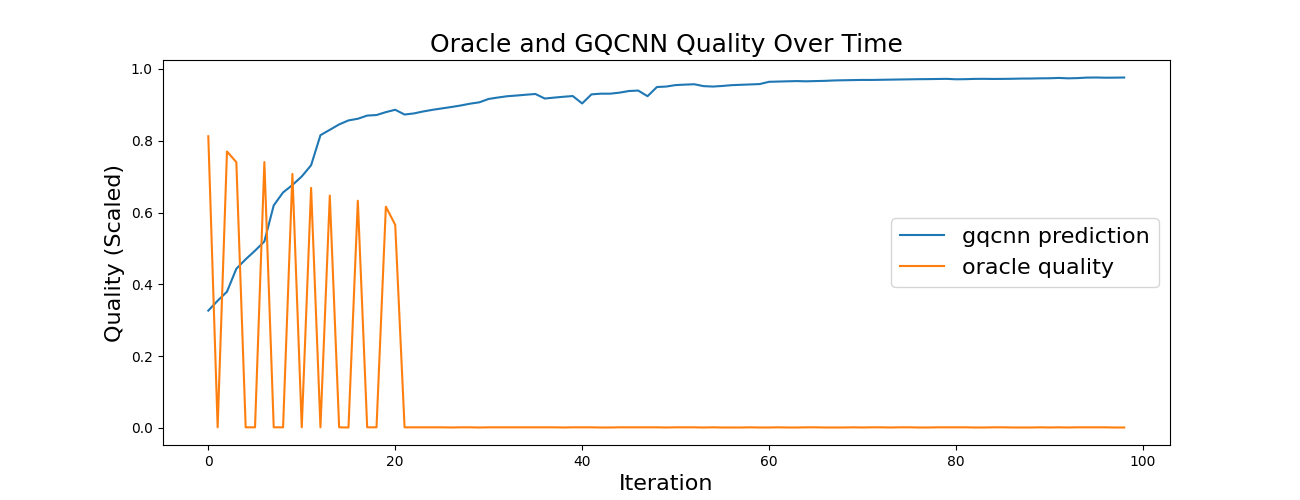 Oracle and GQCNN Quality Over Time
1.0
0.8
0.6
0.4
0.2
0.0
Quality (Scaled)
gqcnn prediction
oracle quality
0 20 40 60 80 100
Iteration